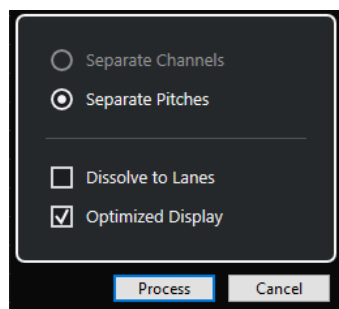 Separate Channels
Separate Pitches
Dissolve to Lanes
Optimized Display
Process Cancel